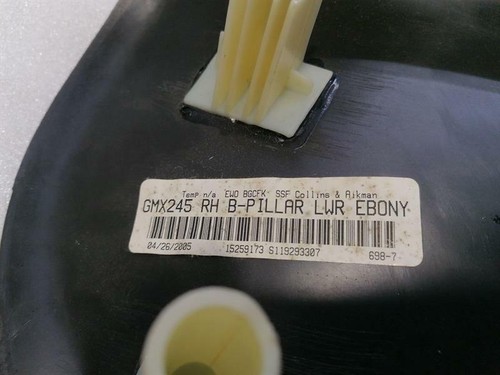 Temp n/a EWO BGCFK SSF Collins & Aikman
GMX245 RH B-PILLAR LWR EBONY
04/26/2005 15259173 S119293307 698-7